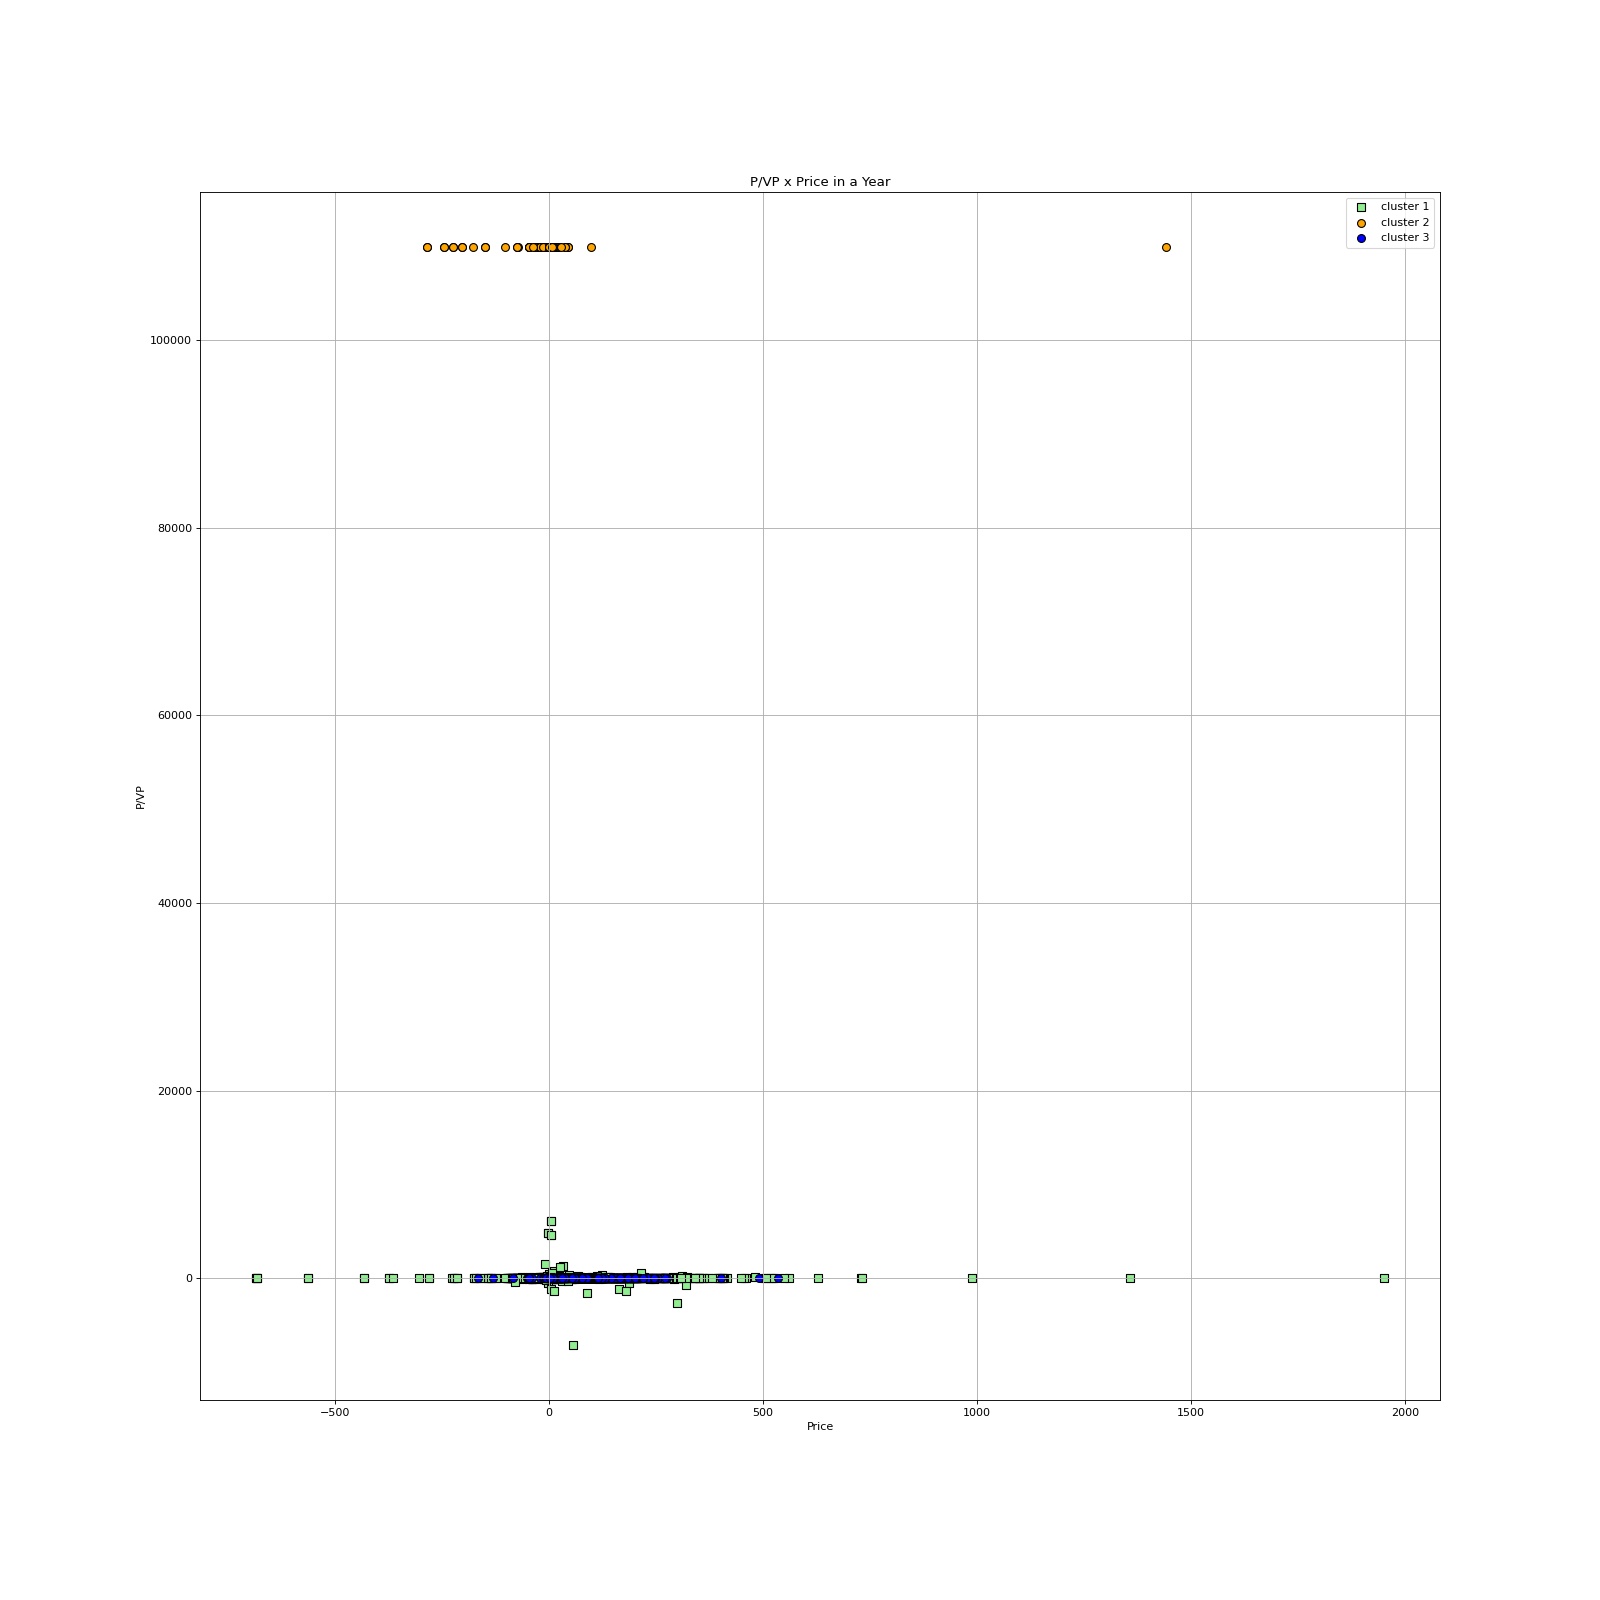 P/VP x Price in a Year
cluster 1
cluster 2
cluster 3
100000
80000
60000
40000
20000
0
P/VP
−500
0
500
1000
1500
2000
Price